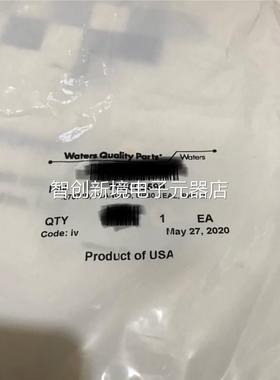 Waters Quality Parts™
Waters
智创新境电子元器店
QTY
1
EA
Code: iv
May 27, 2020
Product of USA